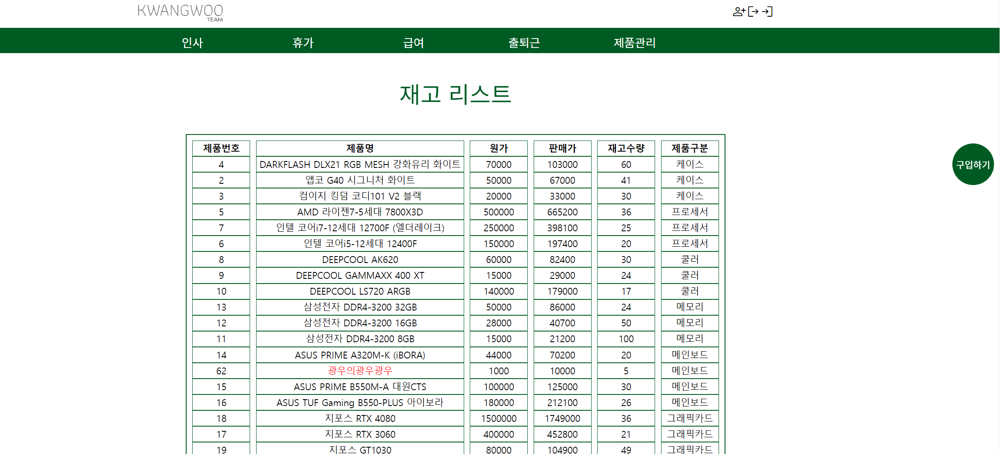 KWANGWOO
TEAM
인사 휴가 급여 출퇴근 제품관리
재고 리스트
구입하기
제품번호 제품명 원가 판매가 재고수량 제품구분
4 DARKFLASH DLX21 RGB MESH 강화유리 화이트 70000 103000 60 케이스
2 앱코 G40 시그니처 화이트 50000 67000 41 케이스
3 컴이지 킹덤 코디101 V2 블랙 20000 33000 30 케이스
5 AMD 라이젠7-5세대 7800X3D 500000 665200 36 프로세서
7 인텔 코어i7-12세대 12700F (엘더레이크) 250000 398100 25 프로세서
6 인텔 코어i5-12세대 12400F 150000 197400 20 프로세서
8 DEEPCOOL AK620 60000 82400 30 쿨러
9 DEEPCOOL GAMMAXX 400 XT 15000 29000 24 쿨러
10 DEEPCOOL LS720 ARGB 140000 179000 17 쿨러
13 삼성전자 DDR4-3200 32GB 50000 86000 24 메모리
12 삼성전자 DDR4-3200 16GB 28000 40700 50 메모리
11 삼성전자 DDR4-3200 8GB 15000 21200 100 메모리
14 ASUS PRIME A320M-K (iBORA) 44000 70200 20 메인보드
62 광우의광우광우 1000 10000 5 메인보드
15 ASUS PRIME B550M-A 대원CTS 100000 125000 30 메인보드
16 ASUS TUF Gaming B550-PLUS 아이보라 180000 212100 26 메인보드
18 지포스 RTX 4080 1500000 1749000 36 그래픽카드
17 지포스 RTX 3060 400000 452800 21 그래픽카드
19 지포스 GT1030 80000 104900 49 그래픽카드